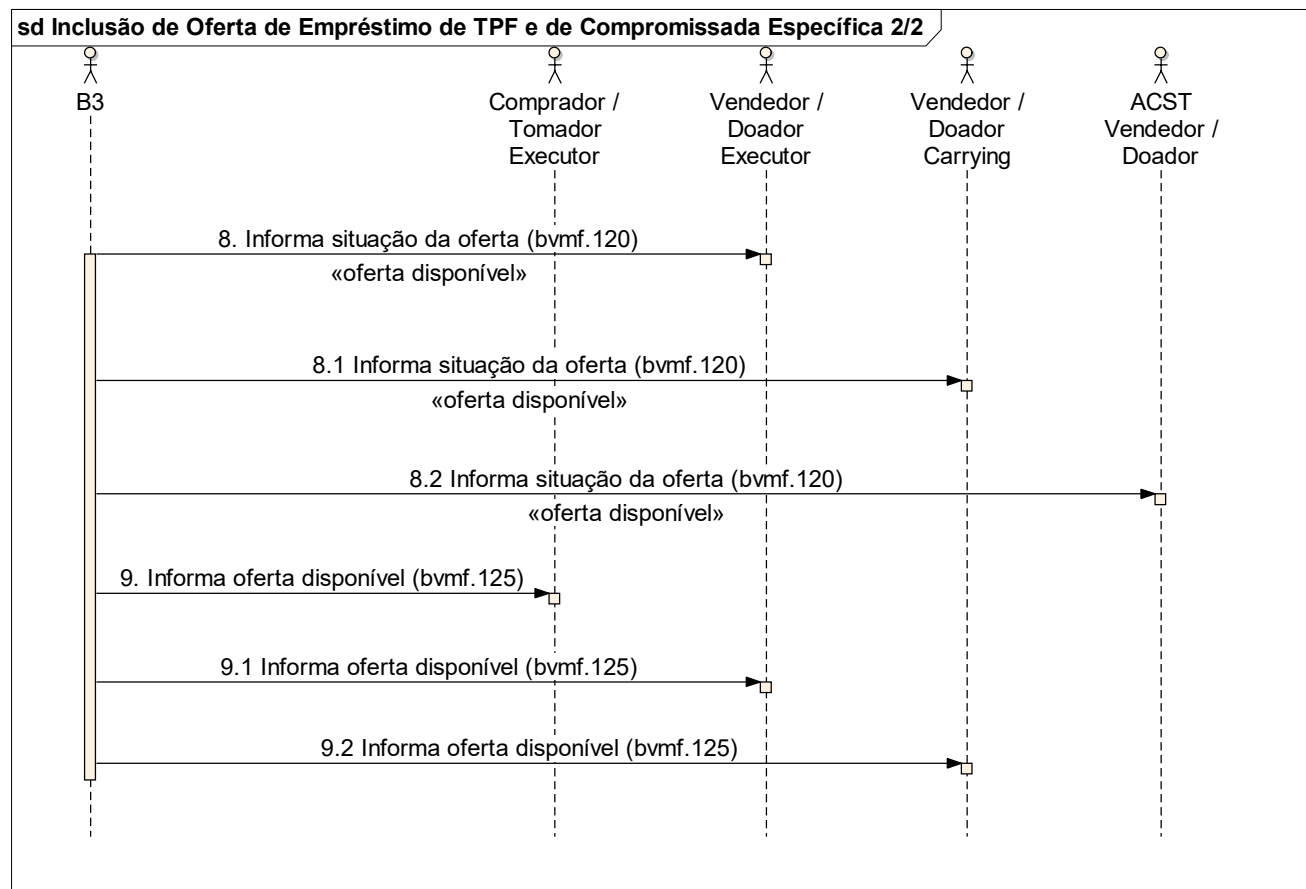 sd Inclusão de Oferta de Empréstimo de TPF e de Compromissada Específica 2/2
B3
Comprador /
Tomador
Executor
Vendedor /
Doador
Executor
Vendedor /
Doador
Carrying
ACST
Vendedor /
Doador
8. Informa situação da oferta (bvmf.120)
«oferta disponível»
8.1 Informa situação da oferta (bvmf.120)
«oferta disponível»
8.2 Informa situação da oferta (bvmf.120)
«oferta disponível»
9. Informa oferta disponível (bvmf.125)
9.1 Informa oferta disponível (bvmf.125)
9.2 Informa oferta disponível (bvmf.125)